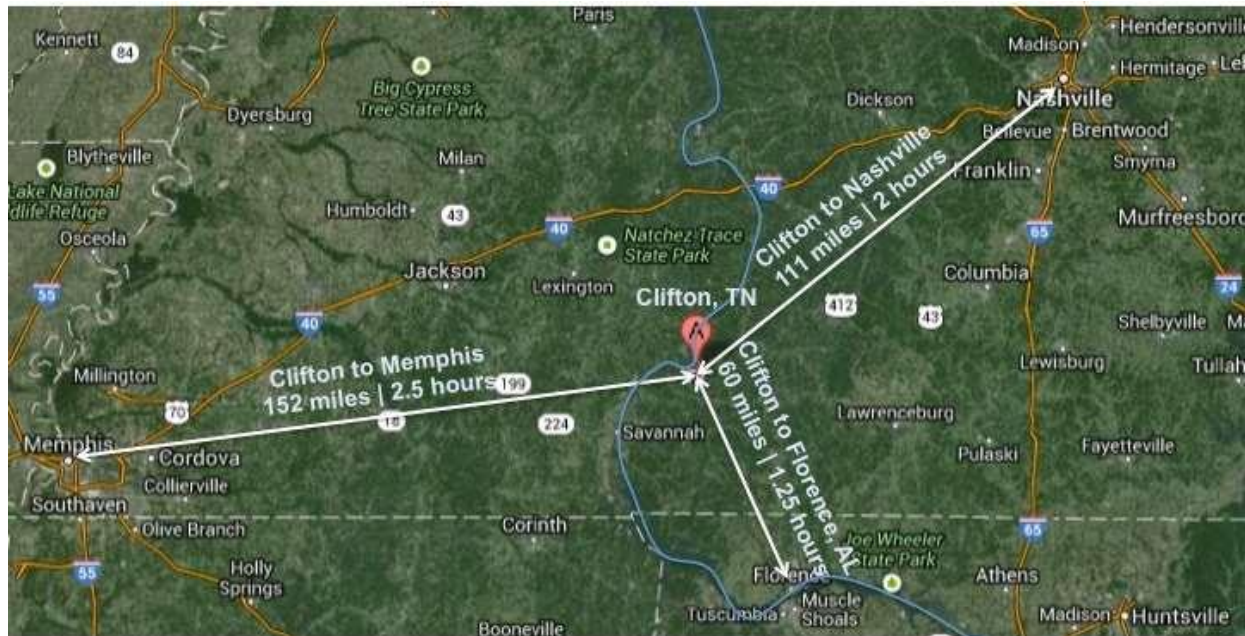 Paris
Hendersonville
Kennett
84
Madison
Big Cypress
Tree State Park
Hermitage
Dyersburg
Dickson
Nashville
Bellevue
Brentwood
Milan
Blytheville
Franklin
Smyrna
Lake National
Wildlife Refuge
Humboldt
43
40
Murfreesboro
Osceola
40
Natchez Trace
State Park
65
Clifton to Nashville
111 miles | 2 hours
Jackson
Lexington
Columbia
55
24
Clifton, TN
412
43
40
Shelbyville
Clifton to Memphis
152 miles | 2.5 hours
199
Lewisburg
Millington
Clifton to Florence, AL
60 miles | 1.25 hours
70
18
224
Lawrenceburg
Memphis
Cordova
Savannah
Pulaski
Fayetteville
Collierville
Southaven
Olive Branch
Corinth
65
Joe Wheeler
State Park
55
Holly
Springs
Florence
Athens
Tuscumbia
Muscle
Shoals
Madison
Huntsville
Booneville